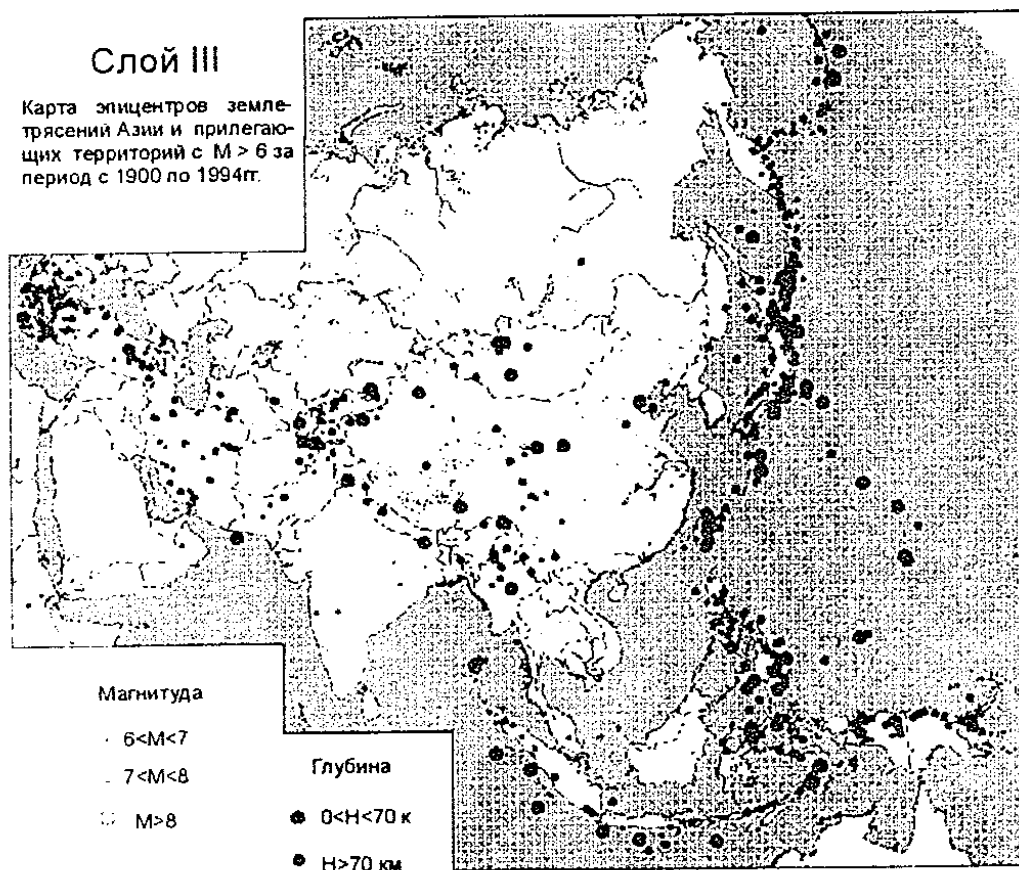 Слой III
Карта эпицентров земле-
трясений Азии и прилегаю-
щих территорий с M > 6 за
период с 1900 по 1994гг.
Магнитуда
6<M<7
7<M<8
M>8
Глубина
0<H<70 к
H>70 км